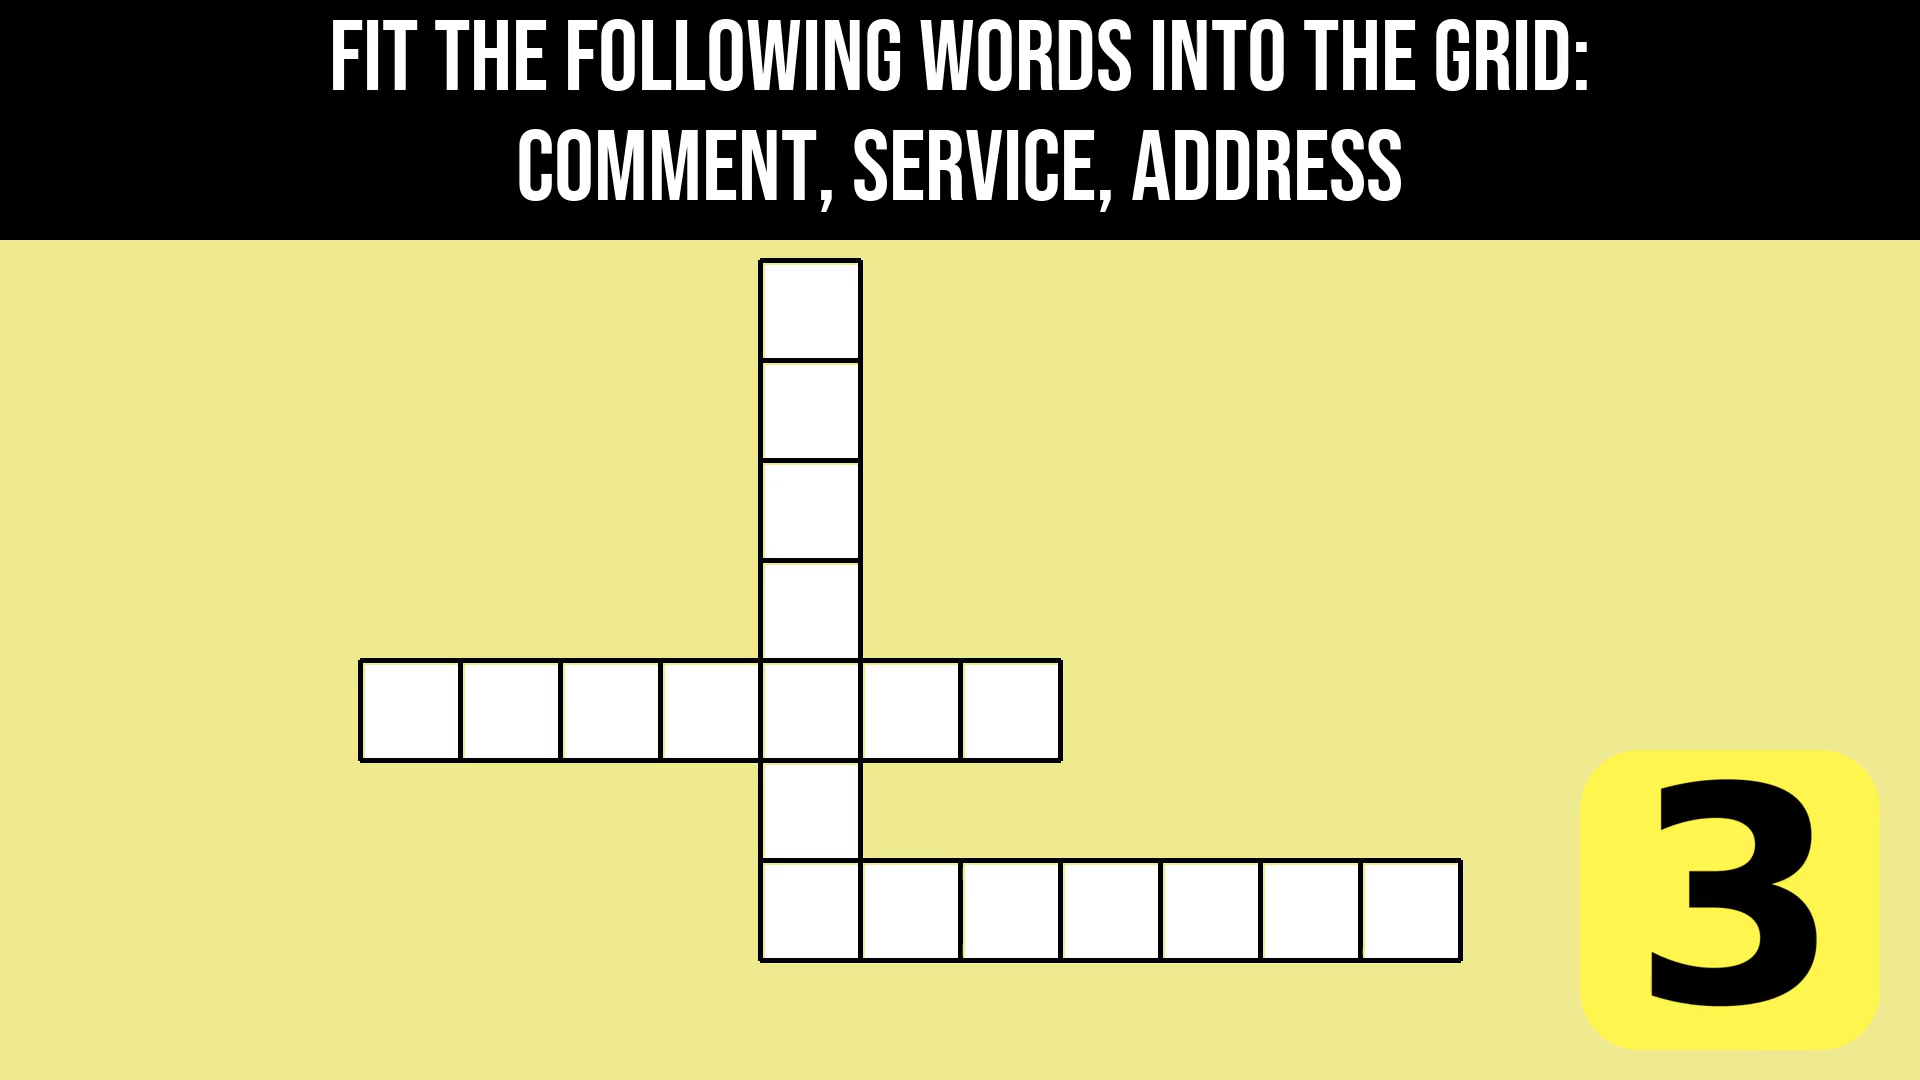 FIT THE FOLLOWING WORDS INTO THE GRID:
COMMENT, SERVICE, ADDRESS
3